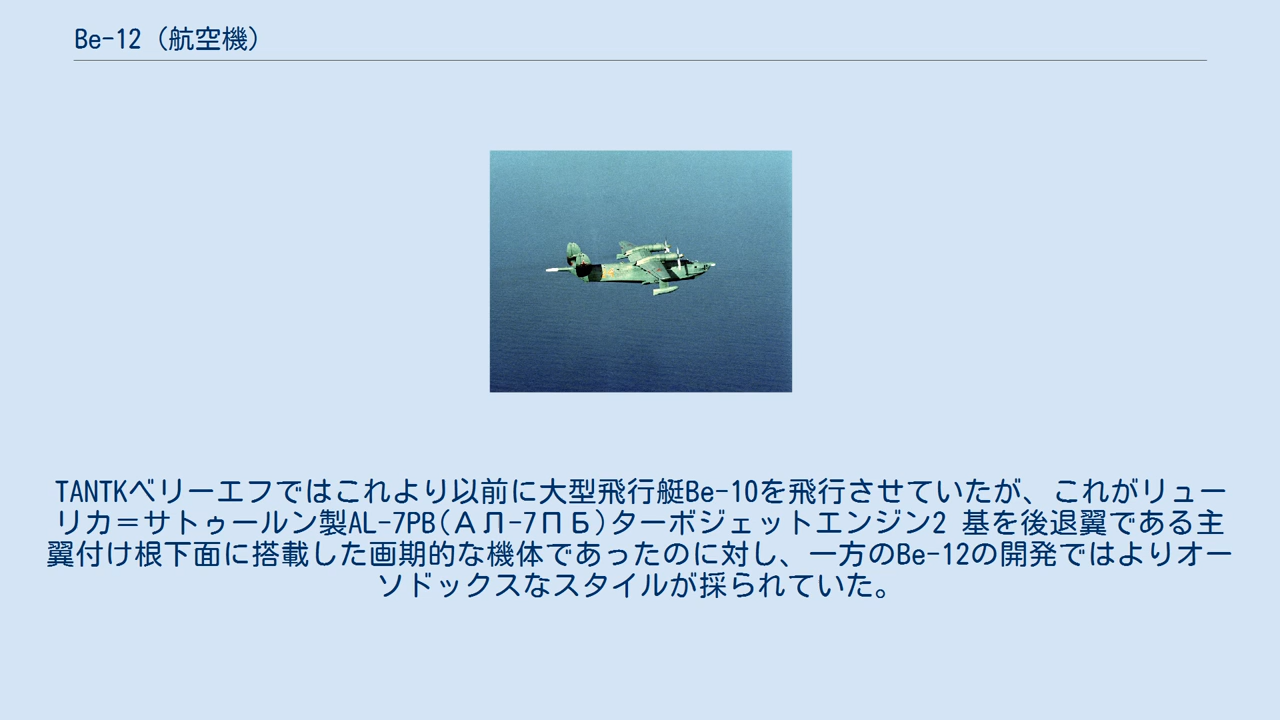 Be-12 (航空機)
TANTKベリーエフではこれより以前に大型飛行艇Be-10を飛行させていたが、これがリュー
リカ＝サトゥールン製AL-7PB(АЛ-7ПБ)ターボジェットエンジン2 基を後退翼である主
翼付け根下面に搭載した画期的な機体であったのに対し、一方のBe-12の開発ではよりオー
ソドックスなスタイルが採られていた。